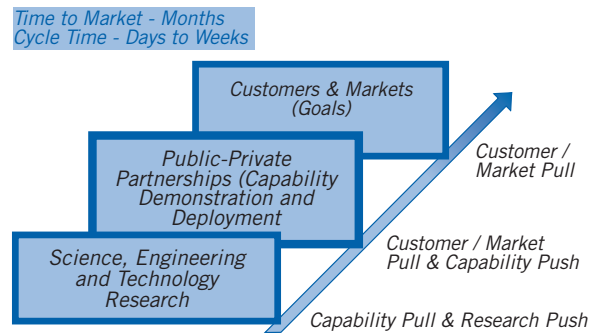 Time to Market - Months
Cycle Time - Days to Weeks
Customers & Markets
(Goals)
Public-Private
Partnerships (Capability
Demonstration and
Deployment
Science, Engineering
and Technology
Research
Customer /
Market Pull
Customer / Market
Pull & Capability Push
Capability Pull & Research Push